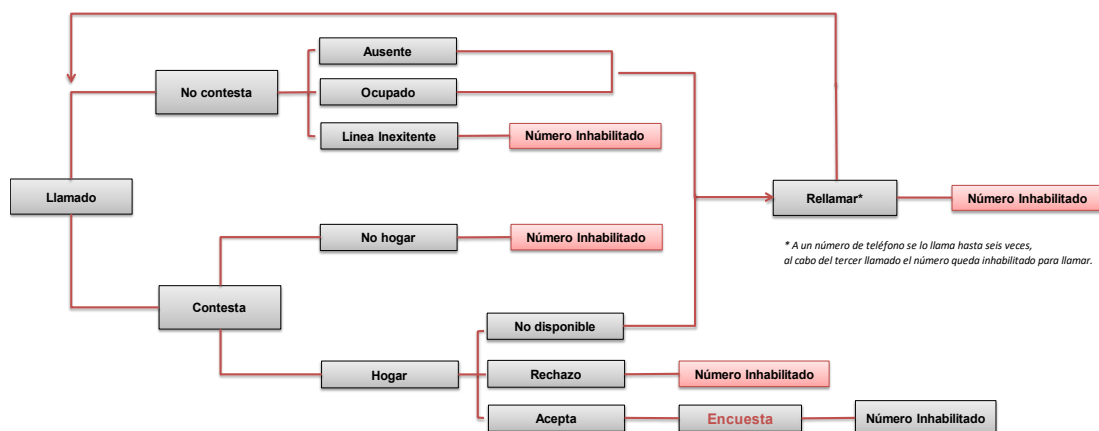 Ausente
No contesta
Ocupado
Linea Inexitente
Número Inhabilitado
Llamado
Rellamar*
Número Inhabilitado
No hogar
Número Inhabilitado
* A un número de teléfono se lo llama hasta seis veces,
al cabo del tercer llamado el número queda inhabilitado para llamar.
Contesta
No disponible
Hogar
Rechazo
Número Inhabilitado
Acepta
Encuesta
Número Inhabilitado